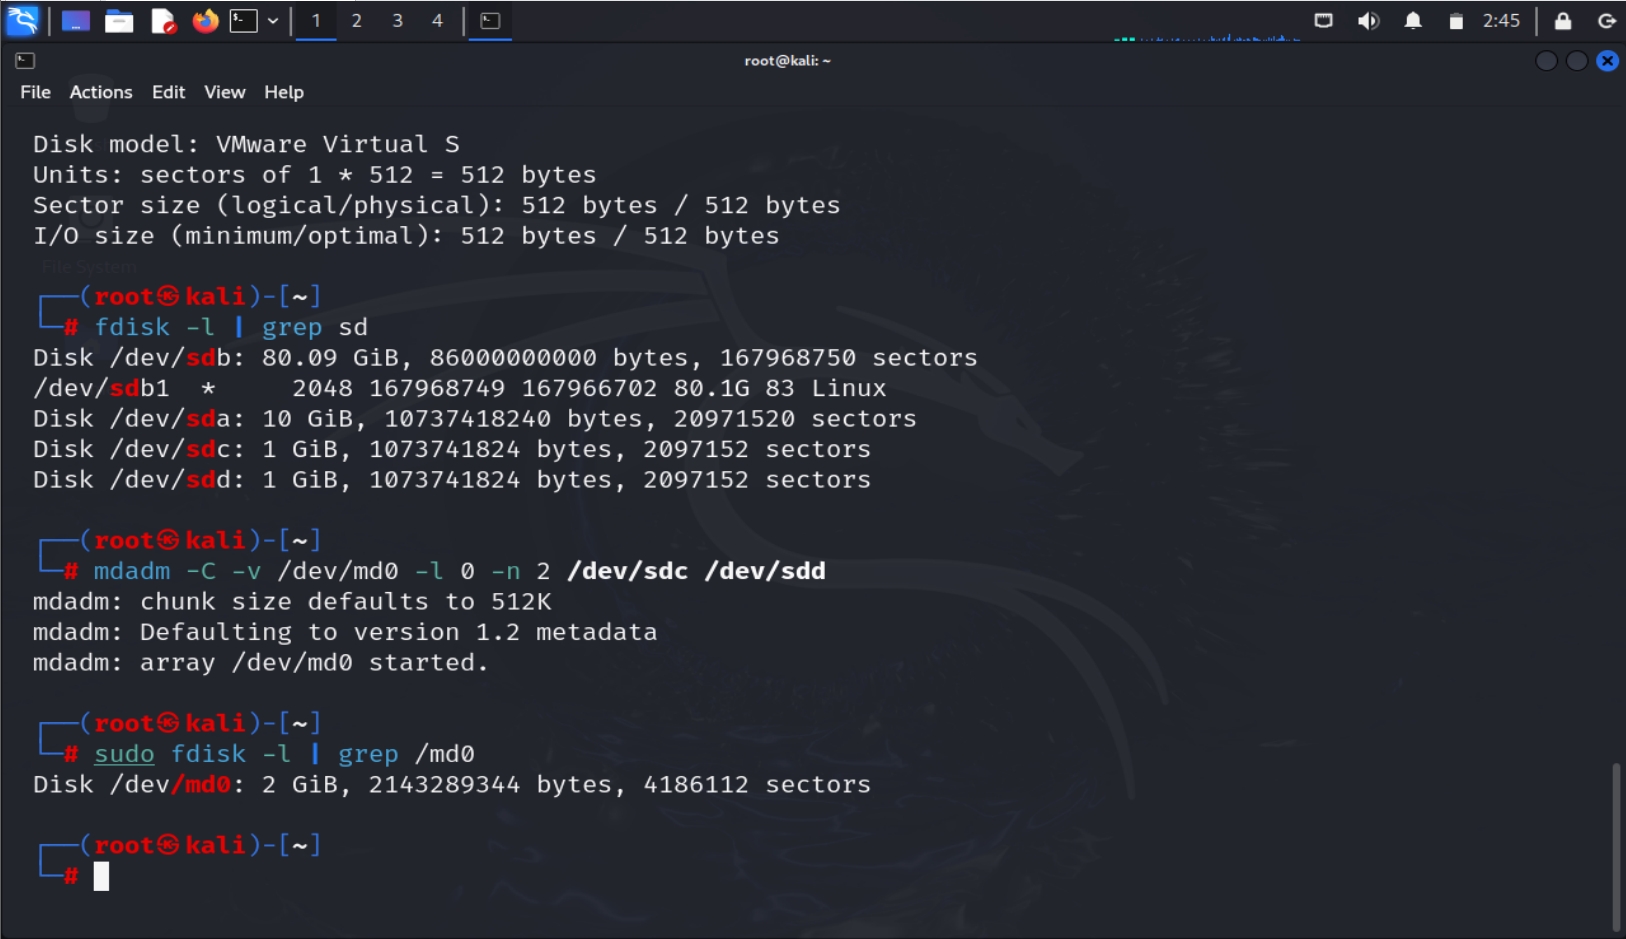 1 2 3 4 2:45
root@kali: ~
File Actions Edit View Help
Disk model: VMware Virtual S
Units: sectors of 1 * 512 = 512 bytes
Sector size (logical/physical): 512 bytes / 512 bytes
I/O size (minimum/optimal): 512 bytes / 512 bytes
File System
┌──(root㉿kali)-[~]
└─# fdisk -l | grep sd
Disk /dev/sdb: 80.09 GiB, 86000000000 bytes, 167968750 sectors
/dev/sdb1  *     2048 167968749 167966702 80.1G 83 Linux
Disk /dev/sda: 10 GiB, 10737418240 bytes, 20971520 sectors
Disk /dev/sdc: 1 GiB, 1073741824 bytes, 2097152 sectors
Disk /dev/sdd: 1 GiB, 1073741824 bytes, 2097152 sectors
┌──(root㉿kali)-[~]
└─# mdadm -C -v /dev/md0 -l 0 -n 2 /dev/sdc /dev/sdd
mdadm: chunk size defaults to 512K
mdadm: Defaulting to version 1.2 metadata
mdadm: array /dev/md0 started.
┌──(root㉿kali)-[~]
└─# sudo fdisk -l | grep /md0
Disk /dev/md0: 2 GiB, 2143289344 bytes, 4186112 sectors
┌──(root㉿kali)-[~]
└─#